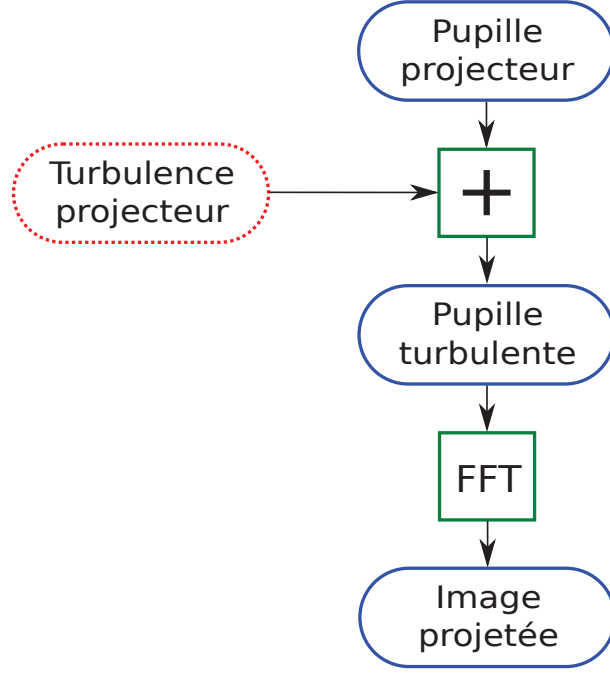 Pupille
projecteur
Turbulence
projecteur
+
Pupille
turbulente
FFT
Image
projetée